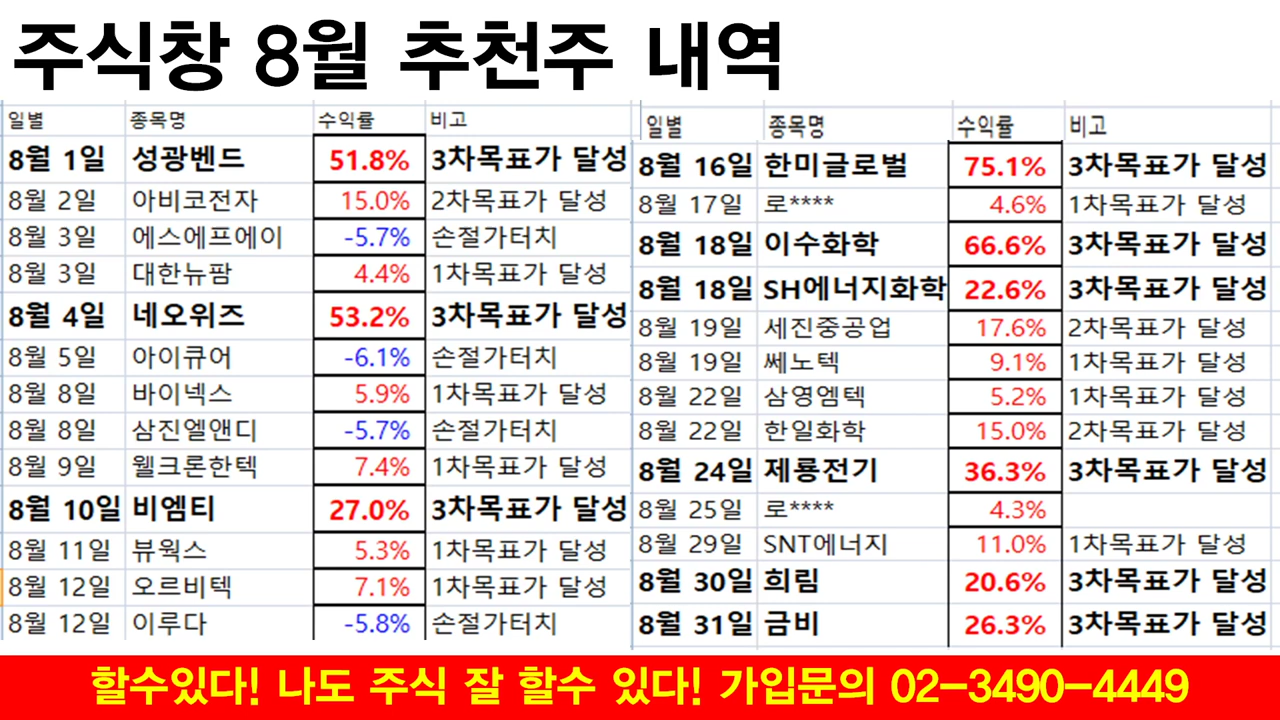 주식창 8월 추천주 내역
일별 종목명 수익률 비고
8월 1일 성광벤드 51.8% 3차목표가 달성
8월 2일 아비코전자 15.0% 2차목표가 달성
8월 3일 에스에프에이 -5.7% 손절가터치
8월 3일 대한뉴팜 4.4% 1차목표가 달성
8월 4일 네오위즈 53.2% 3차목표가 달성
8월 5일 아이큐어 -6.1% 손절가터치
8월 8일 바이넥스 5.9% 1차목표가 달성
8월 8일 삼진엘앤디 -5.7% 손절가터치
8월 9일 웰크론한텍 7.4% 1차목표가 달성
8월 10일 비엠티 27.0% 3차목표가 달성
8월 11일 뷰웍스 5.3% 1차목표가 달성
8월 12일 오르비텍 7.1% 1차목표가 달성
8월 12일 이루다 -5.8% 손절가터치
일별 종목명 수익률 비고
8월 16일 한미글로벌 75.1% 3차목표가 달성
8월 17일 로**** 4.6% 1차목표가 달성
8월 18일 이수화학 66.6% 3차목표가 달성
8월 18일 SH에너지화학 22.6% 3차목표가 달성
8월 19일 세진중공업 17.6% 2차목표가 달성
8월 19일 쎄노텍 9.1% 1차목표가 달성
8월 22일 삼영엠텍 5.2% 1차목표가 달성
8월 22일 한일화학 15.0% 2차목표가 달성
8월 24일 제룡전기 36.3% 3차목표가 달성
8월 25일 로**** 4.3%
8월 29일 SNT에너지 11.0% 1차목표가 달성
8월 30일 희림 20.6% 3차목표가 달성
8월 31일 금비 26.3% 3차목표가 달성
할수있다! 나도 주식 잘 할수 있다! 가입문의 02-3490-4449